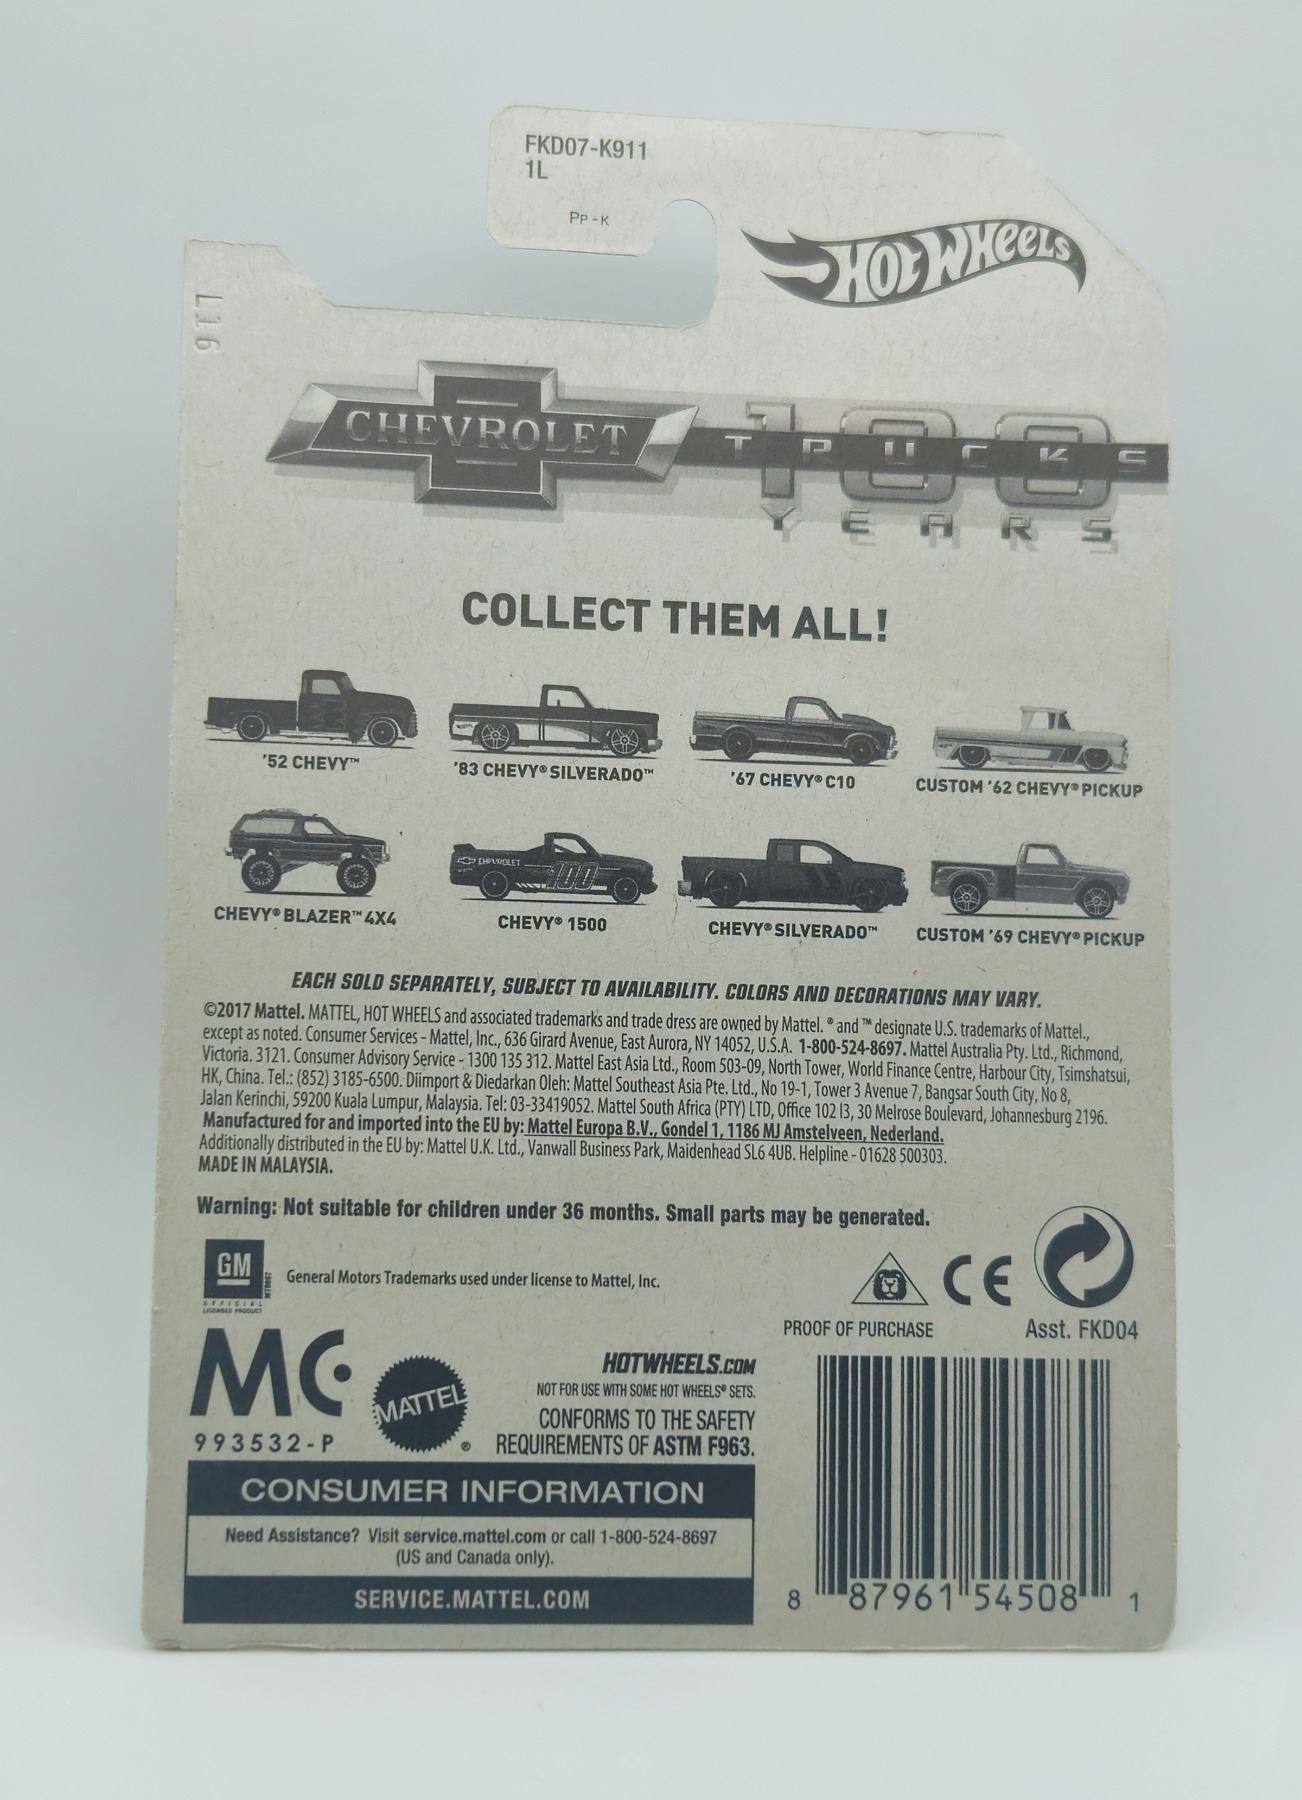 FKD07-K911
1L
PP-K
L16
HOT WHEELS
CHEVROLET
100
TRUCKS
YEARS
COLLECT THEM ALL!
'52 CHEVY™
'83 CHEVY® SILVERADO™
'67 CHEVY® C10
CUSTOM '62 CHEVY® PICKUP
CHEVROLET
100
CHEVY® BLAZER™ 4X4
CHEVY® 1500
CHEVY® SILVERADO™
CUSTOM '69 CHEVY® PICKUP
EACH SOLD SEPARATELY, SUBJECT TO AVAILABILITY. COLORS AND DECORATIONS MAY VARY.
©2017 Mattel. MATTEL, HOT WHEELS and associated trademarks and trade dress are owned by Mattel. ® and ™ designate U.S. trademarks of Mattel.,
except as noted. Consumer Services - Mattel, Inc., 636 Girard Avenue, East Aurora, NY 14052, U.S.A. 1-800-524-8697. Mattel Australia Pty. Ltd., Richmond,
Victoria. 3121. Consumer Advisory Service - 1300 135 312. Mattel East Asia Ltd., Room 503-09, North Tower, World Finance Centre, Harbour City, Tsimshatsui,
HK, China. Tel.: (852) 3185-6500. Diimport & Diedarkan Oleh: Mattel Southeast Asia Pte. Ltd., No 19-1, Tower 3 Avenue 7, Bangsar South City, No 8,
Jalan Kerinchi, 59200 Kuala Lumpur, Malaysia. Tel: 03-33419052. Mattel South Africa (PTY) LTD, Office 102 I3, 30 Melrose Boulevard, Johannesburg 2196.
Manufactured for and imported into the EU by: Mattel Europa B.V., Gondel 1, 1186 MJ Amstelveen, Nederland.
Additionally distributed in the EU by: Mattel U.K. Ltd., Vanwall Business Park, Maidenhead SL6 4UB. Helpline - 01628 500303.
MADE IN MALAYSIA.
Warning: Not suitable for children under 36 months. Small parts may be generated.
GM
OFFICIAL
LICENSED PRODUCT
General Motors Trademarks used under license to Mattel, Inc.
CE
PROOF OF PURCHASE
Asst. FKD04
MC
993532-P
MATTEL®
HOTWHEELS.COM
NOT FOR USE WITH SOME HOT WHEELS® SETS.
CONFORMS TO THE SAFETY
REQUIREMENTS OF ASTM F963.
CONSUMER INFORMATION
Need Assistance? Visit service.mattel.com or call 1-800-524-8697
(US and Canada only).
SERVICE.MATTEL.COM
8 87961 54508 1